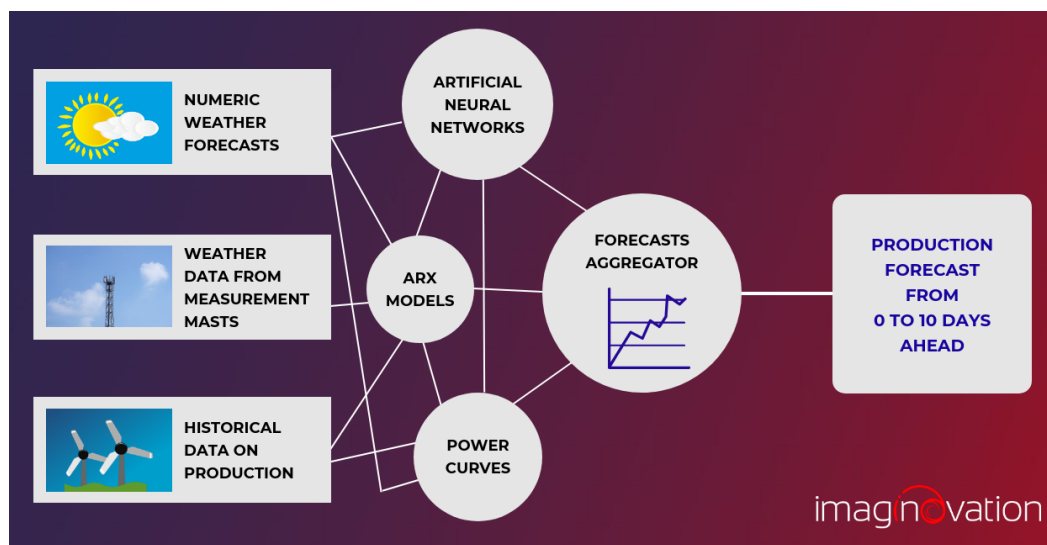 NUMERIC
WEATHER
FORECASTS
WEATHER
DATA FROM
MEASUREMENT
MASTS
HISTORICAL
DATA ON
PRODUCTION
ARTIFICIAL
NEURAL
NETWORKS
ARX
MODELS
POWER
CURVES
FORECASTS
AGGREGATOR
PRODUCTION
FORECAST
FROM
0 TO 10 DAYS
AHEAD
imaginovation